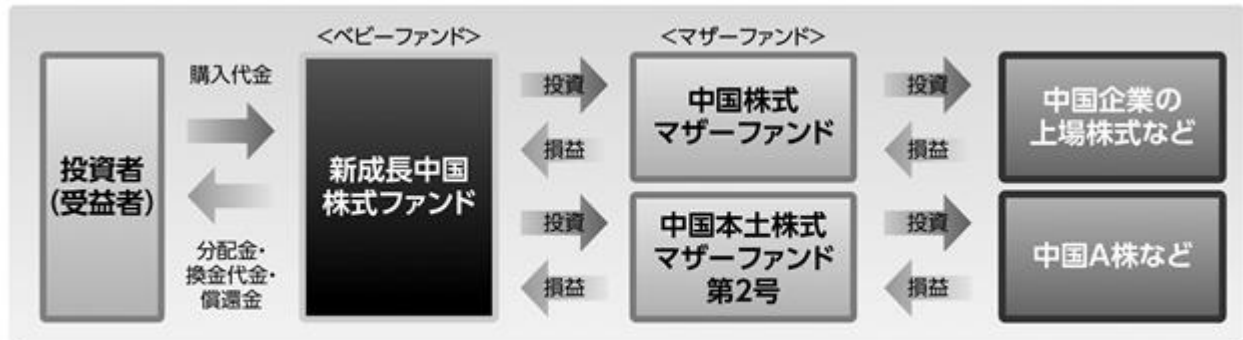 <ベビーファンド>
<マザーファンド>
投資者
(受益者)
購入代金
分配金・
換金代金・
償還金
新成長中国
株式ファンド
投資
損益
中国株式
マザーファンド
投資
損益
中国企業の
上場株式など
投資
損益
中国本土株式
マザーファンド
第2号
投資
損益
中国A株など